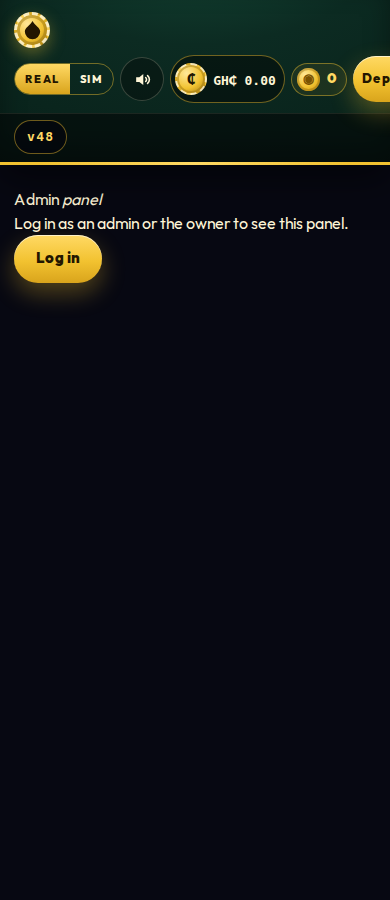 REAL SIM ₵ GH₵ 0.00 0 Dep
v48
Admin panel
Log in as an admin or the owner to see this panel.
Log in